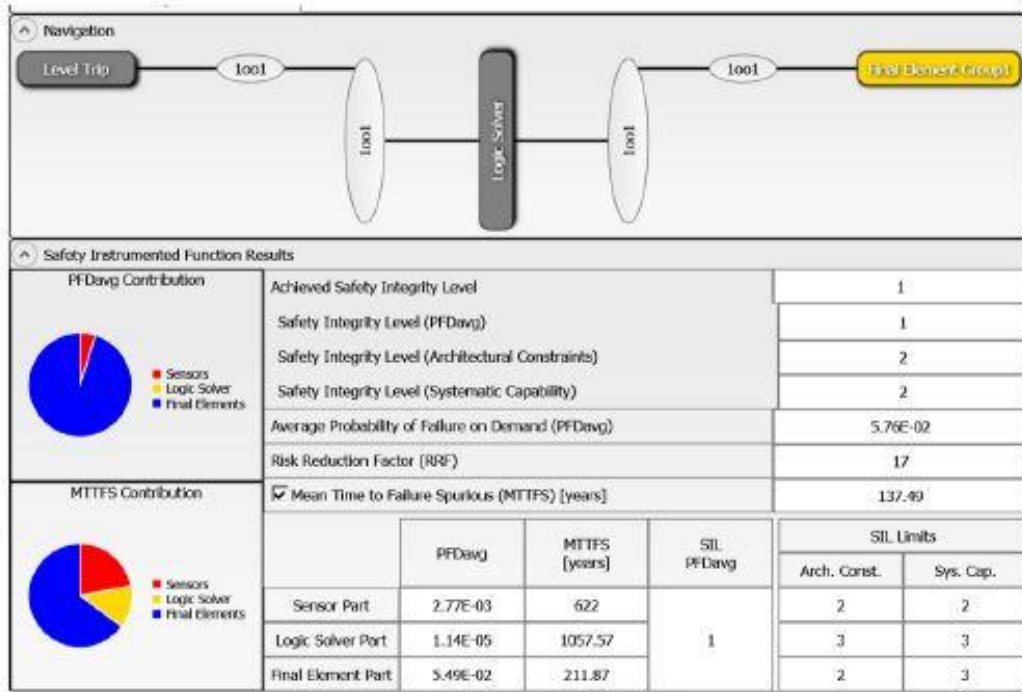 Navigation
Level Trip
1oo1
1oo1
Logic Solver
1oo1
1oo1
Final Element Group1
Safety Instrumented Function Results
PFDavg Contribution
Sensors
Logic Solver
Final Elements
Achieved Safety Integrity Level 1
Safety Integrity Level (PFDavg) 1
Safety Integrity Level (Architectural Constraints) 2
Safety Integrity Level (Systematic Capability) 2
Average Probability of Failure on Demand (PFDavg) 5.76E-02
Risk Reduction Factor (RRF) 17
MTTFS Contribution
Sensors
Logic Solver
Final Elements
Mean Time to Failure Spurious (MTTFS) [years] 137.49
PFDavg MTTFS [years] SIL PFDavg SIL Limits
Arch. Const. Sys. Cap.
Sensor Part 2.77E-03 622 2 2
Logic Solver Part 1.14E-05 1057.57 1 3 3
Final Element Part 5.49E-02 211.87 2 3